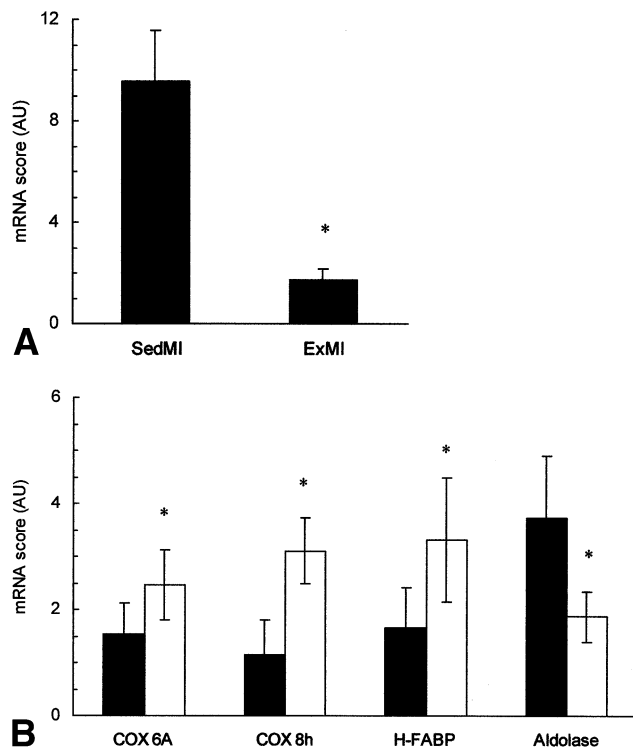 12
8
4
0
mRNA score (AU)
*
SedMI ExMI
A
6
4
2
0
mRNA score (AU)
* * * *
COX 6A COX 8h H-FABP Aldolase
B